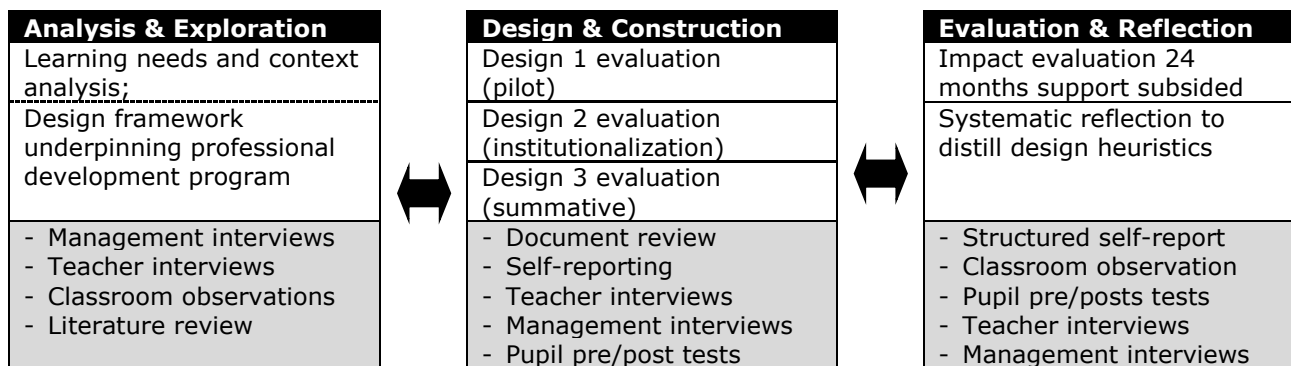 Analysis & Exploration
Learning needs and context
analysis;
Design framework
underpinning professional
development program
- Management interviews
- Teacher interviews
- Classroom observations
- Literature review
Design & Construction
Design 1 evaluation
(pilot)
Design 2 evaluation
(institutionalization)
Design 3 evaluation
(summative)
- Document review
- Self-reporting
- Teacher interviews
- Management interviews
- Pupil pre/post tests
Evaluation & Reflection
Impact evaluation 24
months support subsided
Systematic reflection to
distill design heuristics
- Structured self-report
- Classroom observation
- Pupil pre/posts tests
- Teacher interviews
- Management interviews